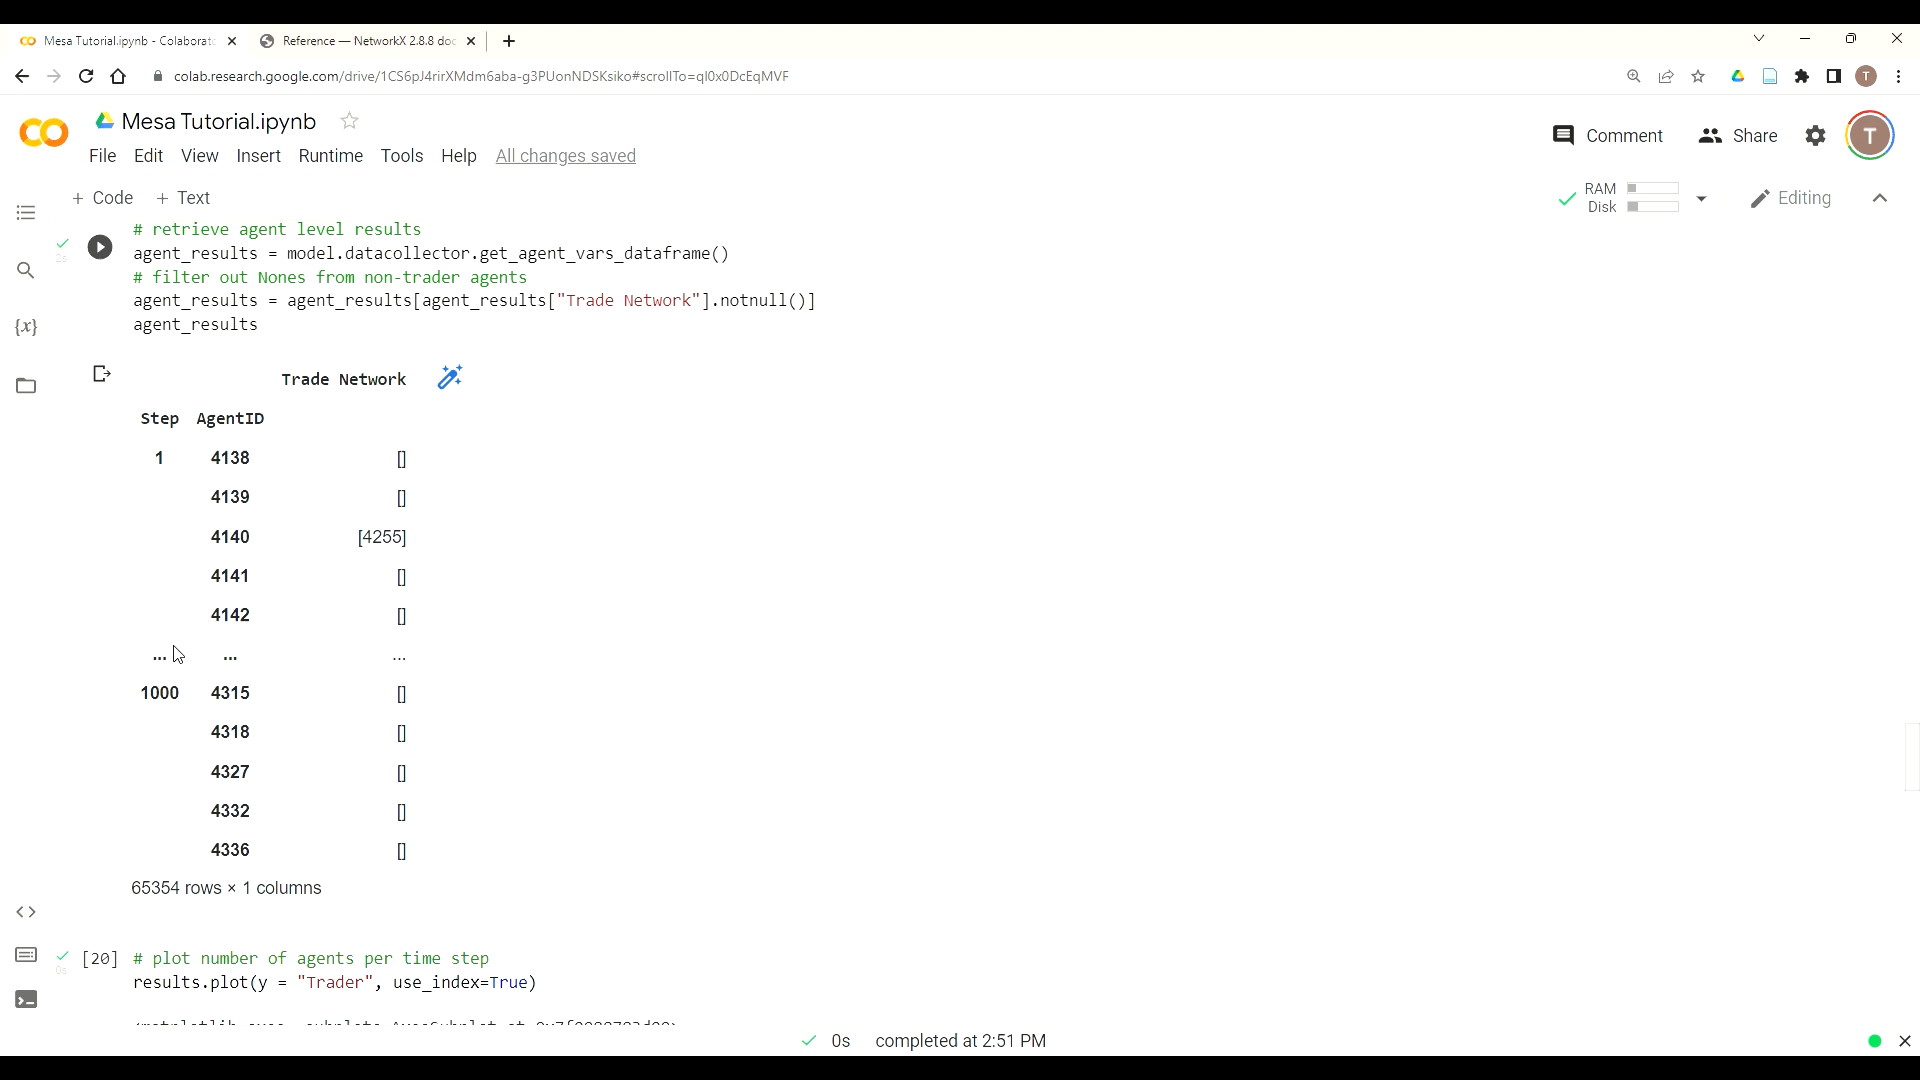 Mesa Tutorial.ipynb - Colaborat
Reference — NetworkX 2.8.8 doc
colab.research.google.com/drive/1CS6pJ4rirXMdm6aba-g3PUonNDSKsiko#scrollTo=ql0x0DcEqMVF
T
Mesa Tutorial.ipynb
File Edit View Insert Runtime Tools Help All changes saved
Comment Share T
+ Code + Text
RAM
Disk
Editing
{x}
2s
# retrieve agent level results
agent_results = model.datacollector.get_agent_vars_dataframe()
# filter out Nones from non-trader agents
agent_results = agent_results[agent_results["Trade Network"].notnull()]
agent_results
Trade Network
Step AgentID
1 4138 []
4139 []
4140 [4255]
4141 []
4142 []
... ... ...
1000 4315 []
4318 []
4327 []
4332 []
4336 []
65354 rows × 1 columns
[20] # plot number of agents per time step
0s
results.plot(y = "Trader", use_index=True)
0s completed at 2:51 PM